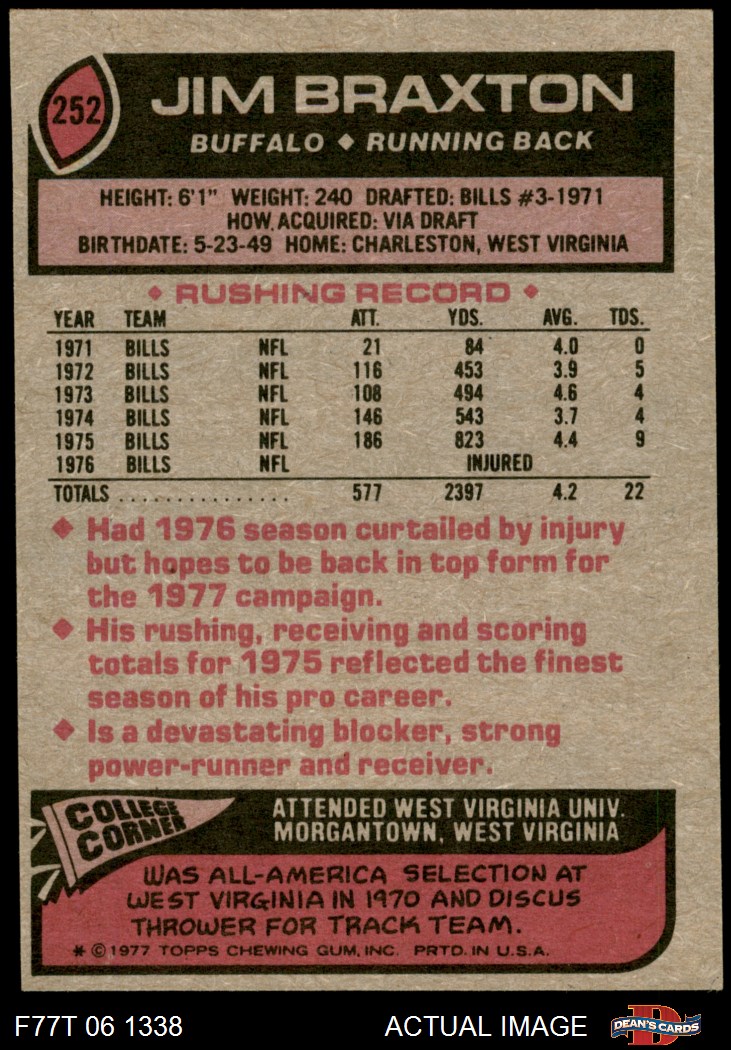 252
JIM BRAXTON
BUFFALO ◆ RUNNING BACK
HEIGHT: 6'1" WEIGHT: 240 DRAFTED: BILLS #3-1971
HOW ACQUIRED: VIA DRAFT
BIRTHDATE: 5-23-49 HOME: CHARLESTON, WEST VIRGINIA
◆ RUSHING RECORD ◆
YEAR TEAM ATT. YDS. AVG. TDS.
1971 BILLS NFL 21 84 4.0 0
1972 BILLS NFL 116 453 3.9 5
1973 BILLS NFL 108 494 4.6 4
1974 BILLS NFL 146 543 3.7 4
1975 BILLS NFL 186 823 4.4 9
1976 BILLS NFL INJURED
TOTALS ................ 577 2397 4.2 22
◆ Had 1976 season curtailed by injury
but hopes to be back in top form for
the 1977 campaign.
◆ His rushing, receiving and scoring
totals for 1975 reflected the finest
season of his pro career.
◆ Is a devastating blocker, strong
power-runner and receiver.
COLLEGE
CORNER
ATTENDED WEST VIRGINIA UNIV.
MORGANTOWN, WEST VIRGINIA
WAS ALL-AMERICA SELECTION AT
WEST VIRGINIA IN 1970 AND DISCUS
THROWER FOR TRACK TEAM.
* © 1977 TOPPS CHEWING GUM, INC. PRTD. IN U.S.A.
F77T 06 1338 ACTUAL IMAGE
D
DEAN'S CARDS